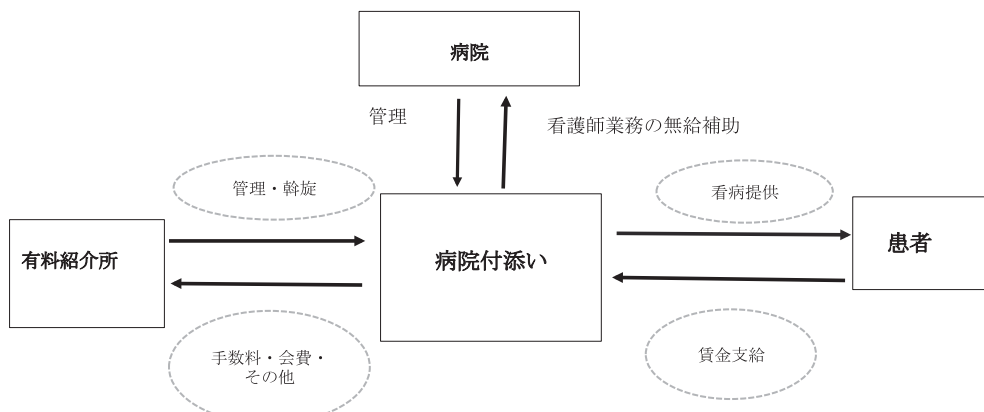 病院
管理
看護師業務の無給補助
管理・斡旋
看病提供
有料紹介所
病院付添い
患者
手数料・会費・
その他
賃金支給